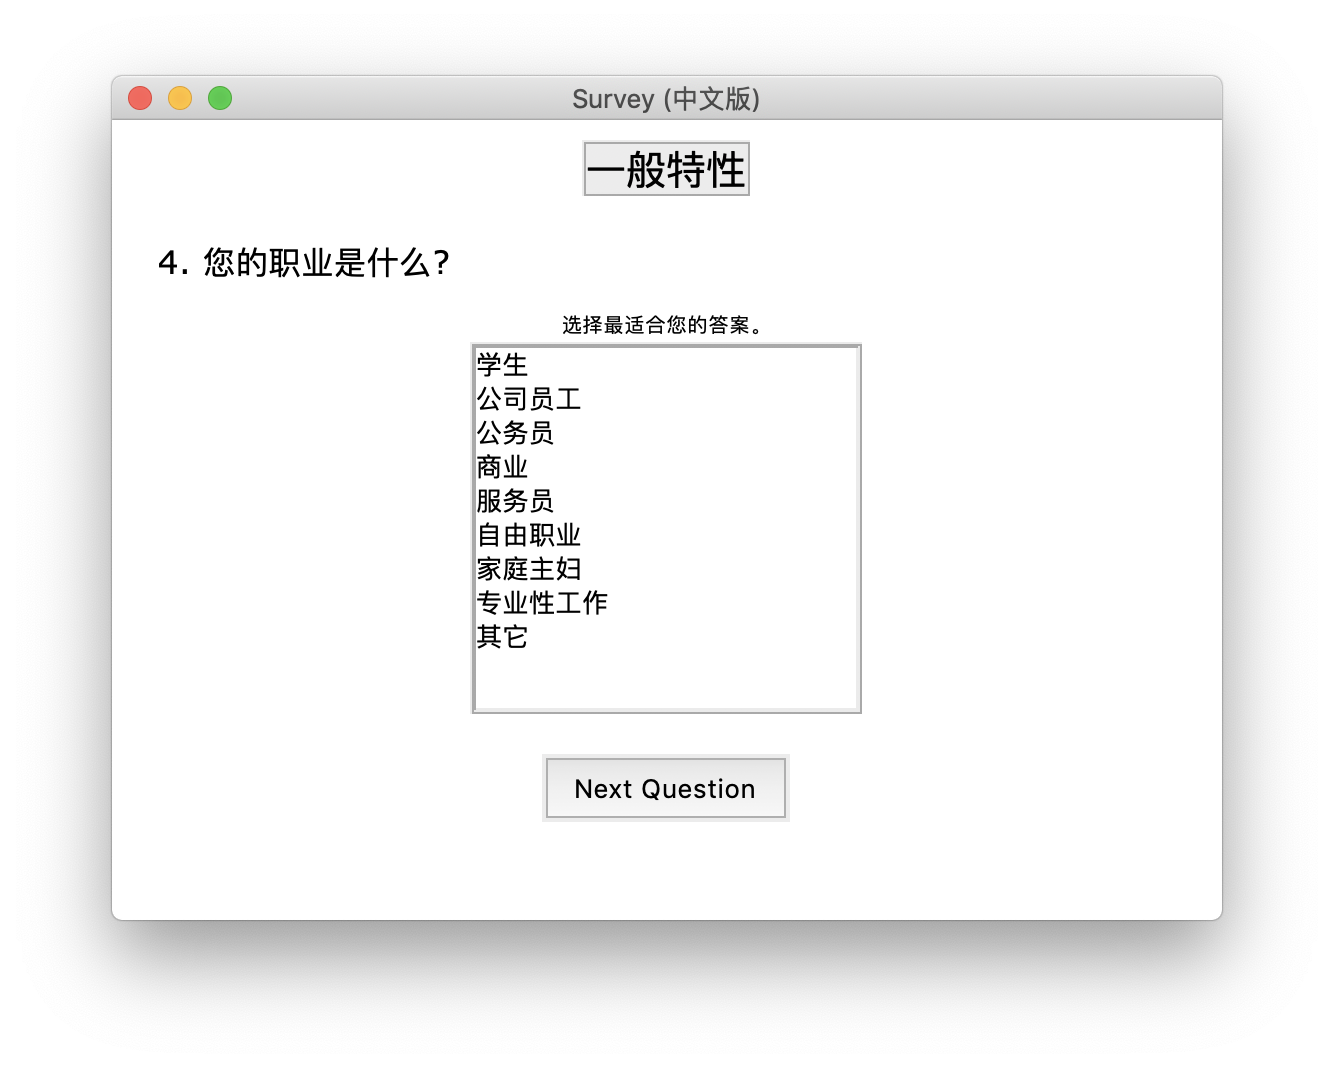 Survey (中文版)
一般特性
4. 您的职业是什么?
选择最适合您的答案。
学生
公司员工
公务员
商业
服务员
自由职业
家庭主妇
专业性工作
其它
Next Question